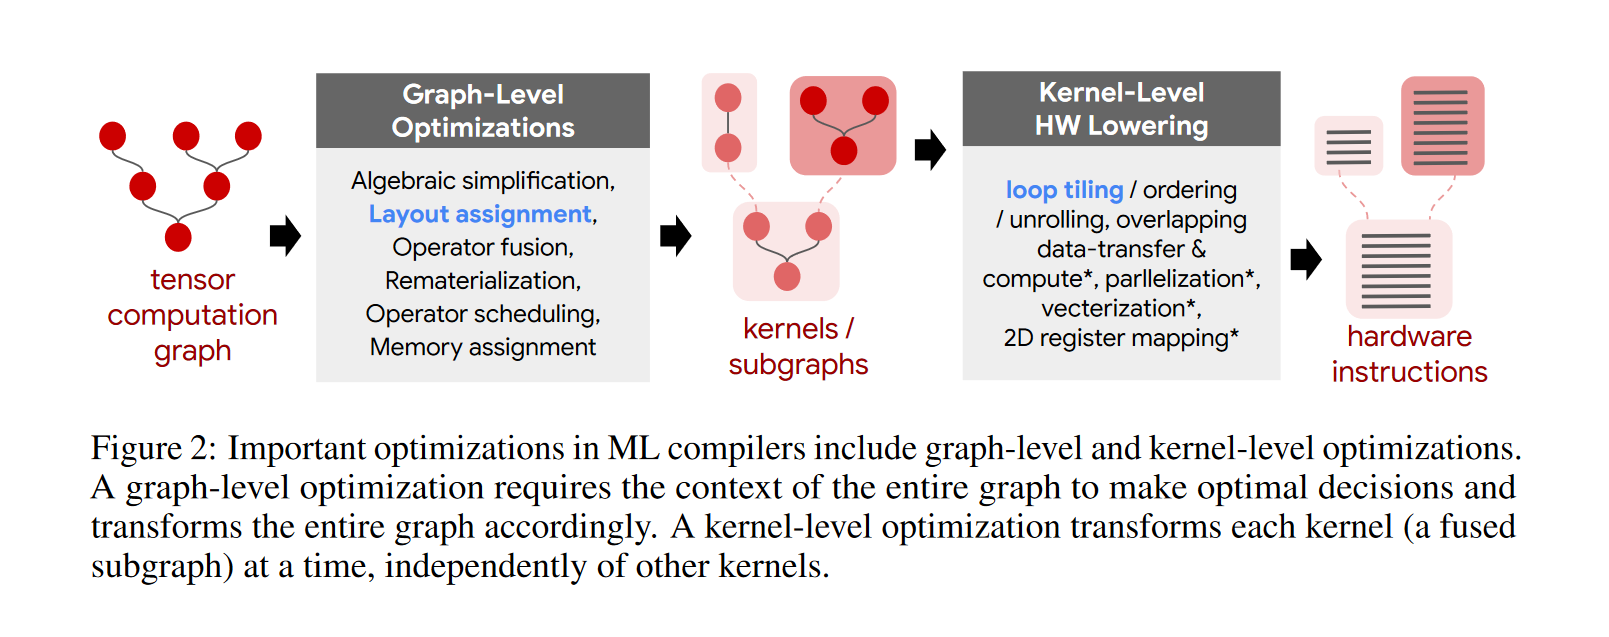 tensor
computation
graph
Graph-Level
Optimizations
Algebraic simplification,
Layout assignment,
Operator fusion,
Rematerialization,
Operator scheduling,
Memory assignment
kernels /
subgraphs
Kernel-Level
HW Lowering
loop tiling / ordering
/ unrolling, overlapping
data-transfer &
compute*, parllelization*,
vecterization*,
2D register mapping*
hardware
instructions
Figure 2: Important optimizations in ML compilers include graph-level and kernel-level optimizations.
A graph-level optimization requires the context of the entire graph to make optimal decisions and
transforms the entire graph accordingly. A kernel-level optimization transforms each kernel (a fused
subgraph) at a time, independently of other kernels.